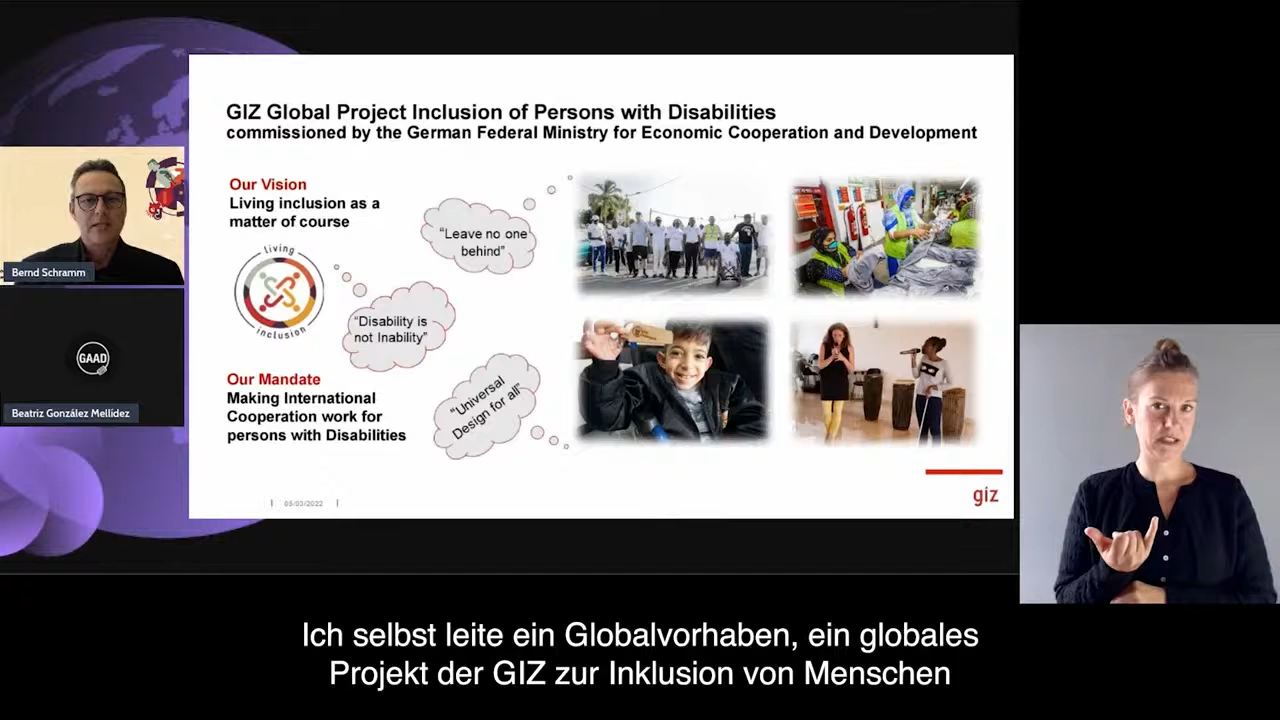 GIZ Global Project Inclusion of Persons with Disabilities
commissioned by the German Federal Ministry for Economic Cooperation and Development
Our Vision
Living inclusion as a
matter of course
living
inclusion
"Leave no one
behind"
"Disability is
not Inability"
Our Mandate
Making International
Cooperation work for
persons with Disabilities
"Universal
Design for all"
05/03/2022
giz
Bernd Schramm
GAAD
Beatriz González Mellídez
Ich selbst leite ein Globalvorhaben, ein globales
Projekt der GIZ zur Inklusion von Menschen